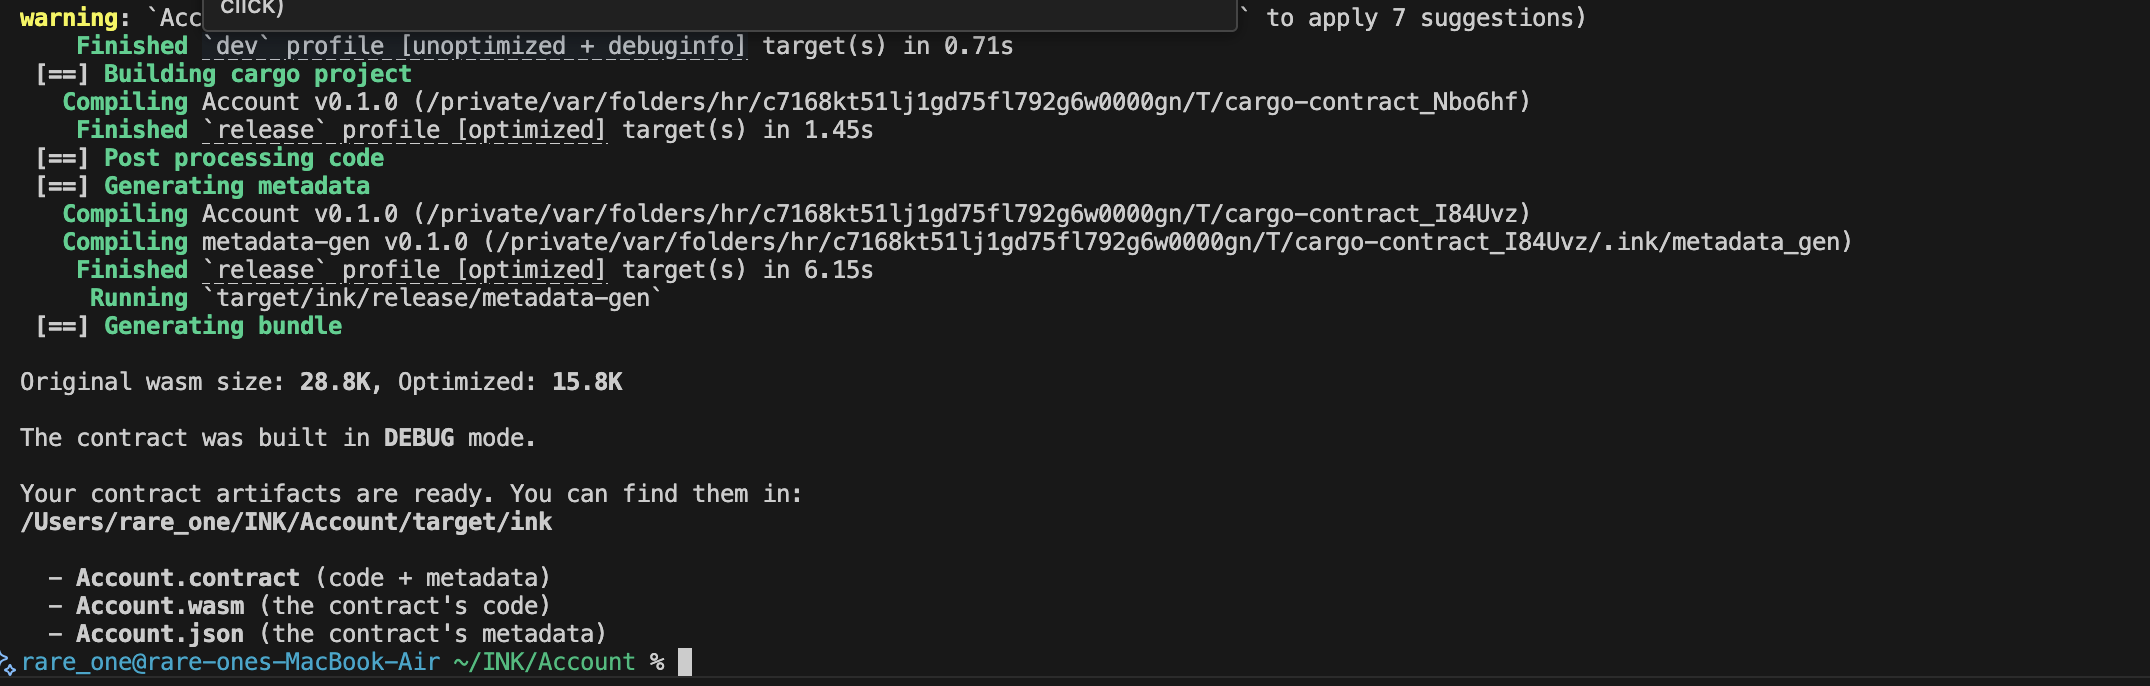 click)
warning: `Acc ` to apply 7 suggestions)
Finished `dev` profile [unoptimized + debuginfo] target(s) in 0.71s
[==] Building cargo project
Compiling Account v0.1.0 (/private/var/folders/hr/c7168kt51lj1gd75fl792g6w0000gn/T/cargo-contract_Nbo6hf)
Finished `release` profile [optimized] target(s) in 1.45s
[==] Post processing code
[==] Generating metadata
Compiling Account v0.1.0 (/private/var/folders/hr/c7168kt51lj1gd75fl792g6w0000gn/T/cargo-contract_I84Uvz)
Compiling metadata-gen v0.1.0 (/private/var/folders/hr/c7168kt51lj1gd75fl792g6w0000gn/T/cargo-contract_I84Uvz/.ink/metadata_gen)
Finished `release` profile [optimized] target(s) in 6.15s
Running `target/ink/release/metadata-gen`
[==] Generating bundle
Original wasm size: 28.8K, Optimized: 15.8K
The contract was built in DEBUG mode.
Your contract artifacts are ready. You can find them in:
/Users/rare_one/INK/Account/target/ink
- Account.contract (code + metadata)
- Account.wasm (the contract's code)
- Account.json (the contract's metadata)
rare_one@rare-ones-MacBook-Air ~/INK/Account %